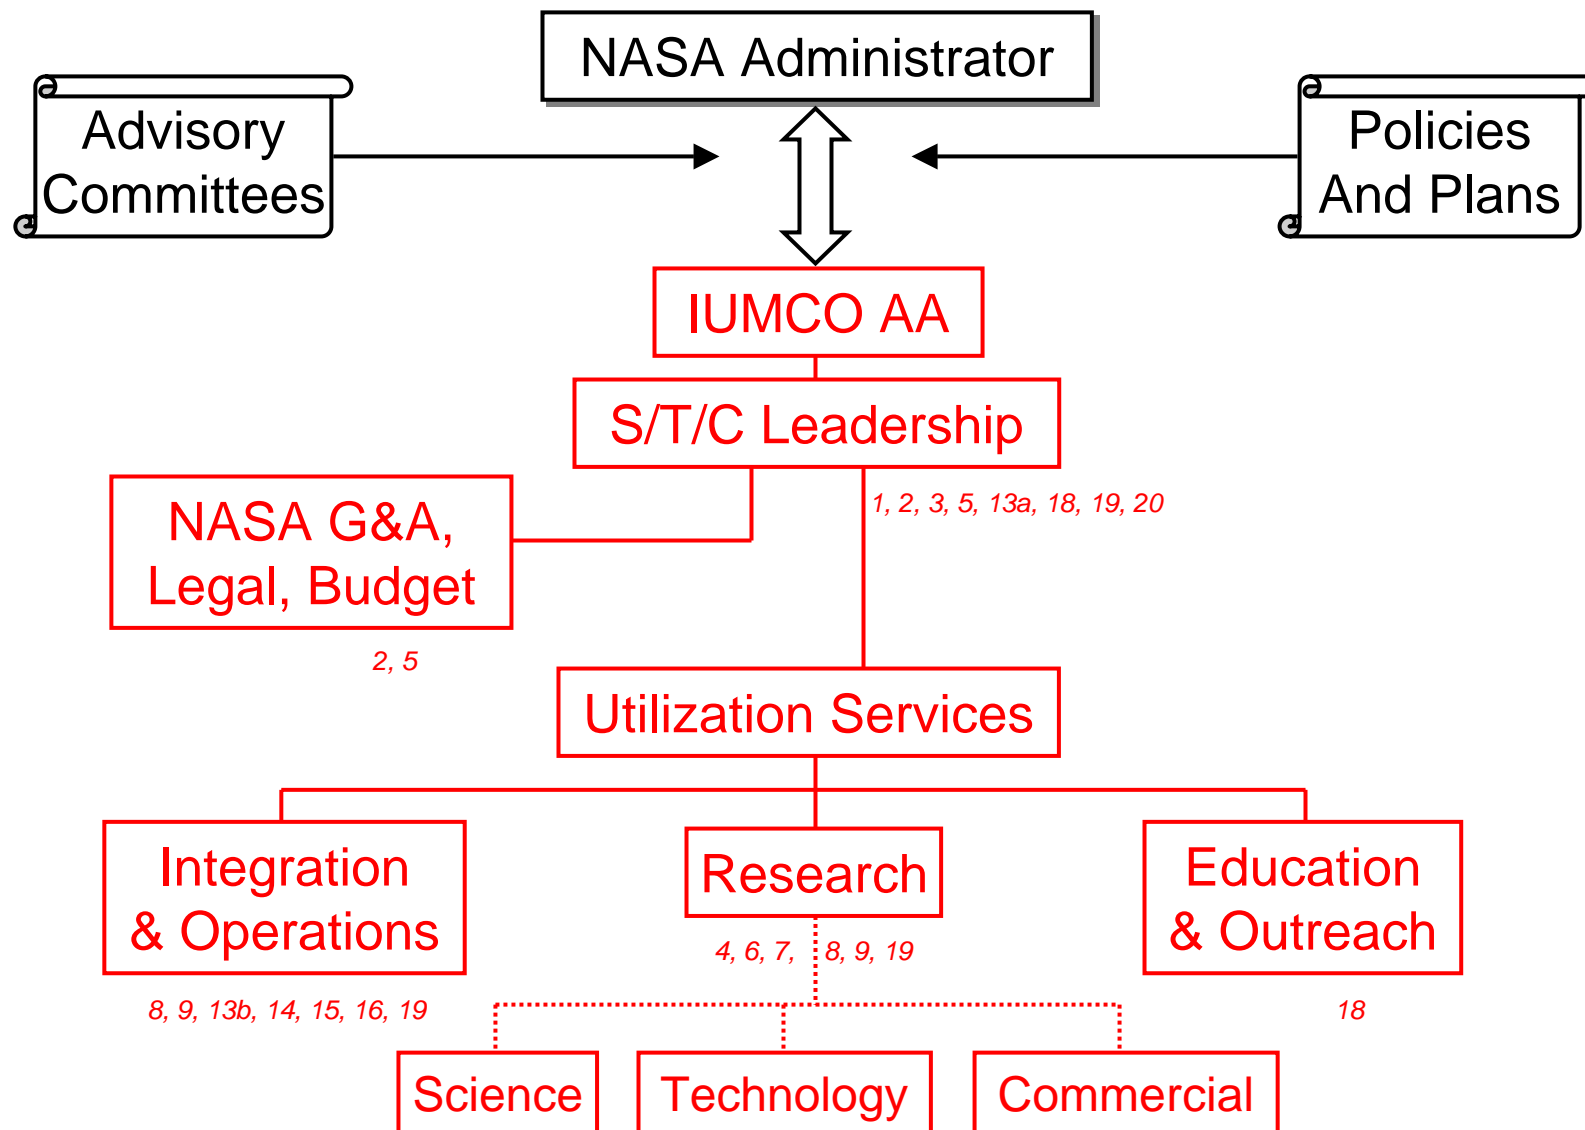 NASA Administrator
Advisory
Committees
Policies
And Plans
IUMCO AA
S/T/C Leadership
1, 2, 3, 5, 13a, 18, 19, 20
NASA G&A,
Legal, Budget
2, 5
Utilization Services
Integration
& Operations
8, 9, 13b, 14, 15, 16, 19
Research
4, 6, 7, 8, 9, 19
Education
& Outreach
18
Science
Technology
Commercial